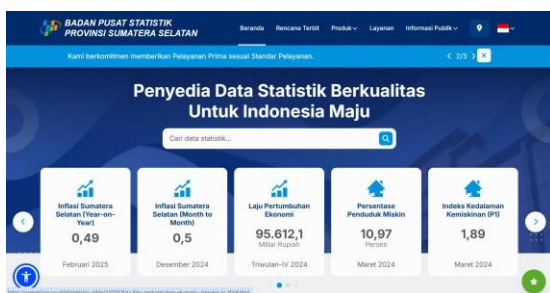 BADAN PUSAT STATISTIK
PROVINSI SUMATERA SELATAN
Beranda Rencana Terbit Produk Layanan Informasi Publik
Kami berkomitmen memberikan Pelayanan Prima sesuai Standar Pelayanan.
2/3
Penyedia Data Statistik Berkualitas
Untuk Indonesia Maju
Cari data statistik...
Inflasi Sumatera
Selatan (Year-on-
Year)
0,49
Februari 2025
Inflasi Sumatera
Selatan (Month to
Month)
0,5
Desember 2024
Laju Pertumbuhan
Ekonomi
95.612,1
Miliar Rupiah
Triwulan-IV 2024
Persentase
Penduduk Miskin
10,97
Persen
Maret 2024
Indeks Kedalaman
Kemiskinan (P1)
1,89
Maret 2024